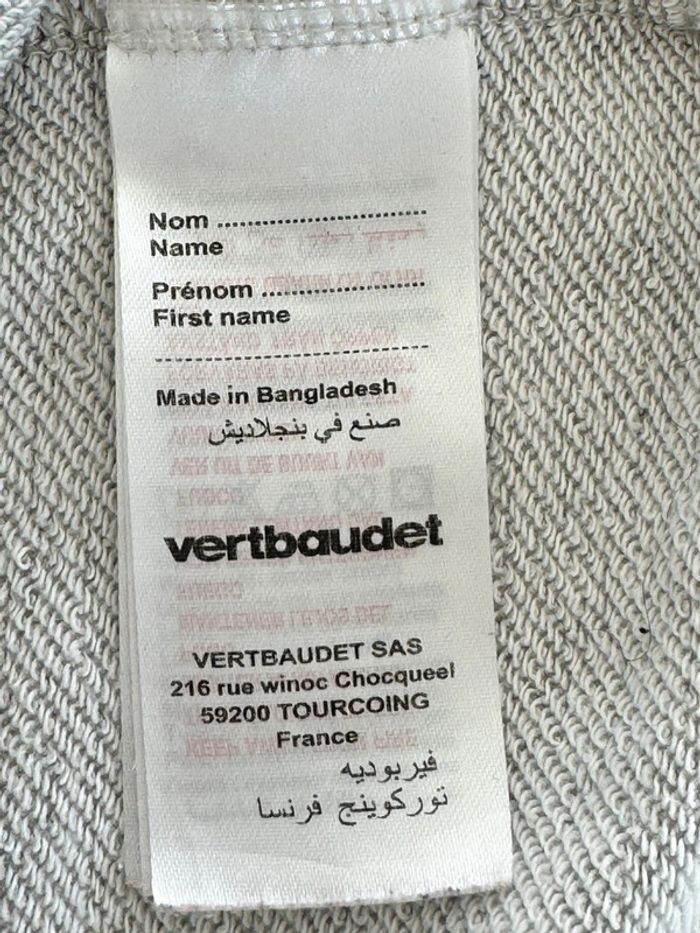 Nom ................................
Name
Prénom .........................
First name
Made in Bangladesh
صنع في بنجلاديش
vertbaudet
VERTBAUDET SAS
216 rue winoc Chocqueel
59200 TOURCOING
France
فيربوديه
توركوينج فرنسا